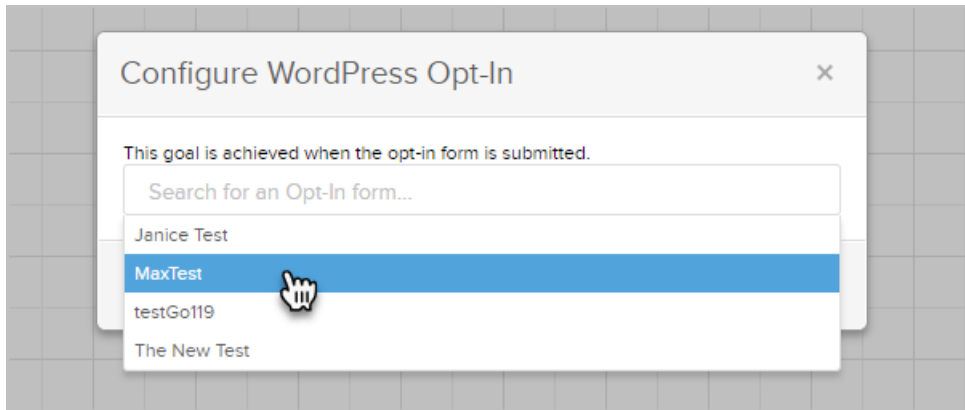 Configure WordPress Opt-In ×
This goal is achieved when the opt-in form is submitted.
Search for an Opt-In form...
Janice Test
MaxTest
testGo119
The New Test